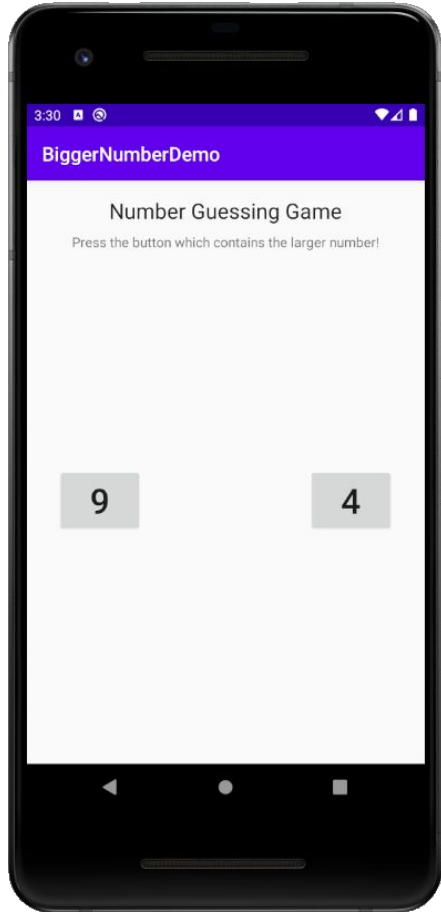 3:30
BiggerNumberDemo
Number Guessing Game
Press the button which contains the larger number!
9 4